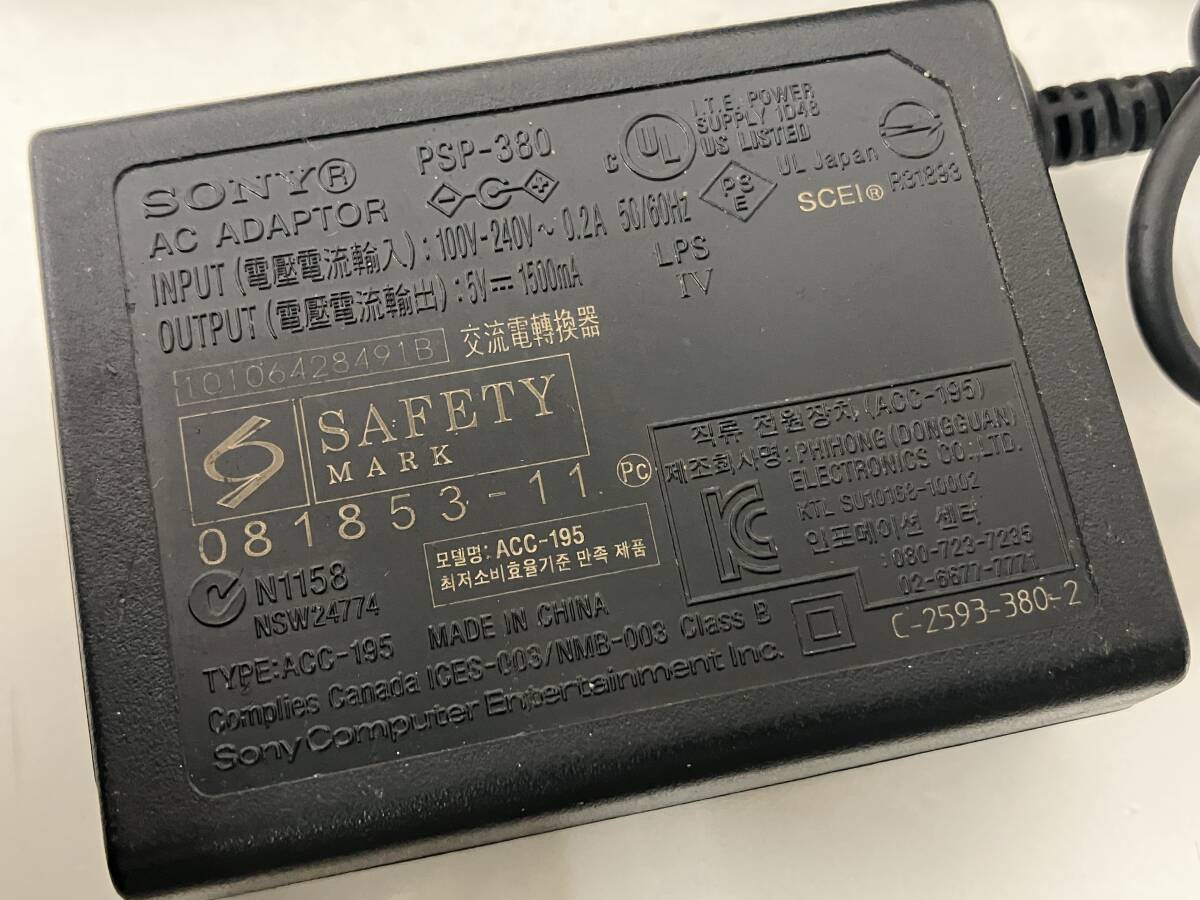 SONY® PSP-380
AC ADAPTOR
INPUT (電壓電流輸入) : 100V-240V~ 0.2A 50/60Hz
OUTPUT (電壓電流輸出) : 5V⎓ 1500mA
C UL US LISTED
I.T.E. POWER
SUPPLY 1D48
PSE
UL Japan
R31893
SCEI®
LPS
IV
10106428491B 交流電轉換器
SAFETY
MARK
081853-11
PC
N1158
NSW24774
모델명: ACC-195
최저소비효율기준 만족 제품
직류 전원장치 (ACC-195)
제조회사명: PHIHONG (DONGGUAN)
ELECTRONICS CO.;LTD.
KTL SU10168-10002
인포메이션 센터
:080-723-7235
02-6677-7771
C-2593-380-2
TYPE:ACC-195 MADE IN CHINA
Complies Canada ICES-003/NMB-003 Class B
Sony Computer Entertainment Inc.